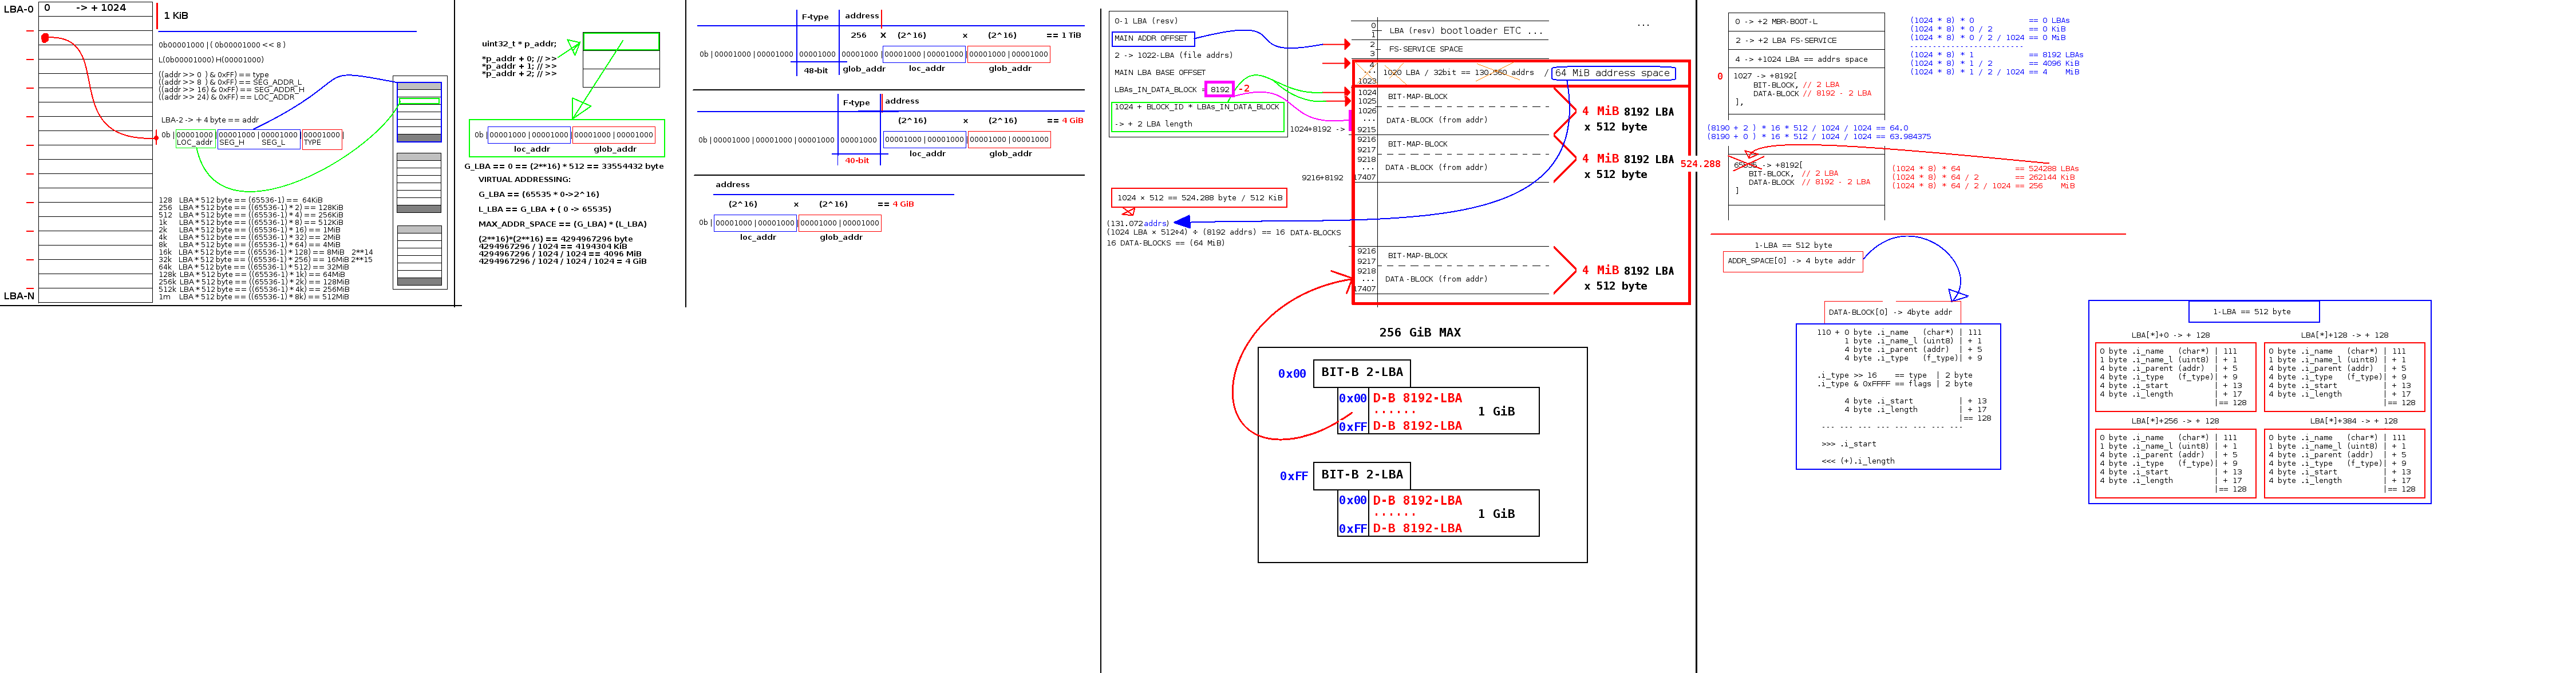 LBA-0
0 -> + 1024
1 KiB
0b00001000 | ( 0b00001000 << 8 )
L(0b00001000) H(00001000)
((addr >> 0 ) & 0xFF) == type
((addr >> 8 ) & 0xFF) == SEG_ADDR_L
((addr >> 16) & 0xFF) == SEG_ADDR_H
((addr >> 24) & 0xFF) == LOC_ADDR
LBA-2 -> + 4 byte == addr
0b |00001000 |00001000 |00001000 |00001000|
LOC_addr SEG_H SEG_L TYPE
128 LBA * 512 byte == (65536-1) == 64KiB
256 LBA * 512 byte == ((65536-1) * 2) == 128KiB
512 LBA * 512 byte == ((65536-1) * 4) == 256KiB
1k LBA * 512 byte == ((65536-1) * 8) == 512KiB
2k LBA * 512 byte == ((65536-1) * 16) == 1MiB
4k LBA * 512 byte == ((65536-1) * 32) == 2MiB
8k LBA * 512 byte == ((65536-1) * 64) == 4MiB
16k LBA * 512 byte == ((65536-1) * 128) == 8MiB 2**14
32k LBA * 512 byte == ((65536-1) * 256) == 16MiB 2**15
64k LBA * 512 byte == ((65536-1) * 512) == 32MiB
128k LBA * 512 byte == ((65536-1) * 1k) == 64MiB
256k LBA * 512 byte == ((65536-1) * 2k) == 128MiB
512k LBA * 512 byte == ((65536-1) * 4k) == 256MiB
1m LBA * 512 byte == ((65536-1) * 8k) == 512MiB
LBA-N
uint32_t * p_addr;
*p_addr + 0; // >>
*p_addr + 1; // >>
*p_addr + 2; // >>
0b |00001000 |00001000| |00001000 |00001000|
loc_addr glob_addr
G_LBA == 0 == (2**16) * 512 == 33554432 byte
VIRTUAL ADDRESSING:
G_LBA == (65535 * 0->2^16)
L_LBA == G_LBA + ( 0 -> 65535)
MAX_ADDR_SPACE == (G_LBA) * (L_LBA)
(2**16)*(2**16) == 4294967296 byte
4294967296 / 1024 == 4194304 KiB
4294967296 / 1024 / 1024 == 4096 MiB
4294967296 / 1024 / 1024 / 1024 = 4 GiB
F-type address
256 X (2^16) x (2^16) == 1 TiB
0b |00001000 |00001000 |00001000 |00001000 |00001000 |00001000| |00001000 |00001000|
48-bit glob_addr loc_addr glob_addr
F-type address
(2^16) x (2^16) == 4 GiB
0b |00001000 |00001000 |00001000 |00001000 |00001000| |00001000| |00001000 |00001000|
40-bit loc_addr glob_addr
address
(2^16) x (2^16) == 4 GiB
0b |00001000 |00001000| |00001000 |00001000|
loc_addr glob_addr
0-1 LBA (resv)
MAIN ADDR OFFSET
2 -> 1022-LBA (file addrs)
MAIN LBA BASE OFFSET
LBAs_IN_DATA_BLOCK = 8192 -2
1024 + BLOCK_ID * LBAs_IN_DATA_BLOCK
-> + 2 LBA length
1024+8192 ->
9216+8192
1024 × 512 == 524.288 byte / 512 KiB
(131.072addrs)
(1024 LBA × 512÷4) ÷ (8192 addrs) == 16 DATA-BLOCKS
16 DATA-BLOCKS == (64 MiB)
...
0
1
LBA (resv) bootloader ETC ...
2
3
FS-SERVICE SPACE
4
...
1023
1020 LBA / 32bit == 130.560 addrs / 64 MiB address space
1024
1025
BIT-MAP-BLOCK
1026
...
9215
DATA-BLOCK (from addr)
4 MiB 8192 LBA
x 512 byte
9216
9217
BIT-MAP-BLOCK
9218
...
17407
DATA-BLOCK (from addr)
4 MiB 8192 LBA
x 512 byte
9216
9217
BIT-MAP-BLOCK
9218
...
17407
DATA-BLOCK (from addr)
4 MiB 8192 LBA
x 512 byte
256 GiB MAX
0x00 BIT-B 2-LBA
0x00 D-B 8192-LBA
...... 1 GiB
0xFF D-B 8192-LBA
0xFF BIT-B 2-LBA
0x00 D-B 8192-LBA
...... 1 GiB
0xFF D-B 8192-LBA
0 -> +2 MBR-BOOT-L
2 -> +2 LBA FS-SERVICE
4 -> +1024 LBA == addrs space
0 1027 -> +8192[
BIT-BLOCK, // 2 LBA
DATA-BLOCK // 8192 - 2 LBA
],
(1024 * 8) * 0 == 0 LBAs
(1024 * 8) * 0 / 2 == 0 KiB
(1024 * 8) * 0 / 2 / 1024 == 0 MiB
-------------------------
(1024 * 8) * 1 == 8192 LBAs
(1024 * 8) * 1 / 2 == 4096 KiB
(1024 * 8) * 1 / 2 / 1024 == 4 MiB
(8190 + 2 ) * 16 * 512 / 1024 / 1024 == 64.0
(8190 + 0 ) * 16 * 512 / 1024 / 1024 == 63.984375
524.288
-> +8192[
BIT-BLOCK, // 2 LBA
DATA-BLOCK // 8192 - 2 LBA
]
(1024 * 8) * 64 == 524288 LBAs
(1024 * 8) * 64 / 2 == 262144 KiB
(1024 * 8) * 64 / 2 / 1024 == 256 MiB
1-LBA == 512 byte
ADDR_SPACE[0] -> 4 byte addr
DATA-BLOCK[0] -> 4byte addr
110 + 0 byte .i_name (char*) | 111
1 byte .i_name_l (uint8) | + 1
4 byte .i_parent (addr) | + 5
4 byte .i_type (f_type)| + 9
.i_type >> 16 == type | 2 byte
.i_type & 0xFFFF == flags | 2 byte
4 byte .i_start | + 13
4 byte .i_length | + 17
|== 128
--- --- --- --- --- --- --- ---
>>> .i_start
<<< (+).i_length
1-LBA == 512 byte
LBA[*]+0 -> + 128
0 byte .i_name (char*) | 111
1 byte .i_name_l (uint8) | + 1
4 byte .i_parent (addr) | + 5
4 byte .i_type (f_type)| + 9
4 byte .i_start | + 13
4 byte .i_length | + 17
|== 128
LBA[*]+128 -> + 128
0 byte .i_name (char*) | 111
1 byte .i_name_l (uint8) | + 1
4 byte .i_parent (addr) | + 5
4 byte .i_type (f_type)| + 9
4 byte .i_start | + 13
4 byte .i_length | + 17
|== 128
LBA[*]+256 -> + 128
0 byte .i_name (char*) | 111
1 byte .i_name_l (uint8) | + 1
4 byte .i_parent (addr) | + 5
4 byte .i_type (f_type)| + 9
4 byte .i_start | + 13
4 byte .i_length | + 17
|== 128
LBA[*]+384 -> + 128
0 byte .i_name (char*) | 111
1 byte .i_name_l (uint8) | + 1
4 byte .i_parent (addr) | + 5
4 byte .i_type (f_type)| + 9
4 byte .i_start | + 13
4 byte .i_length | + 17
|== 128